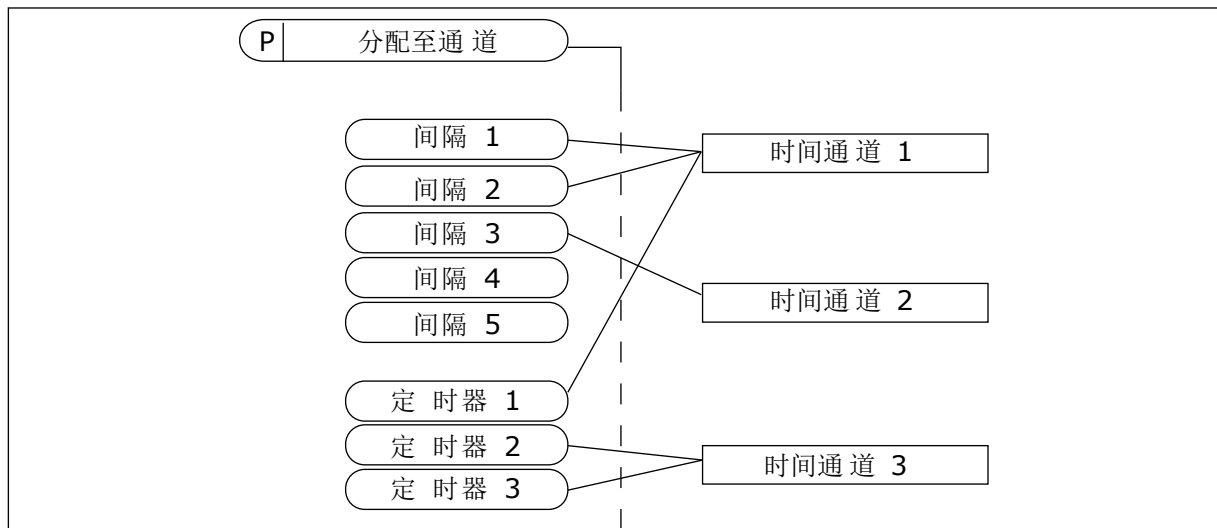 P 分配至通道
间隔 1
时间通道 1
间隔 2
间隔 3
间隔 4
时间通道 2
间隔 5
定时器 1
定时器 2
时间通道 3
定时器 3